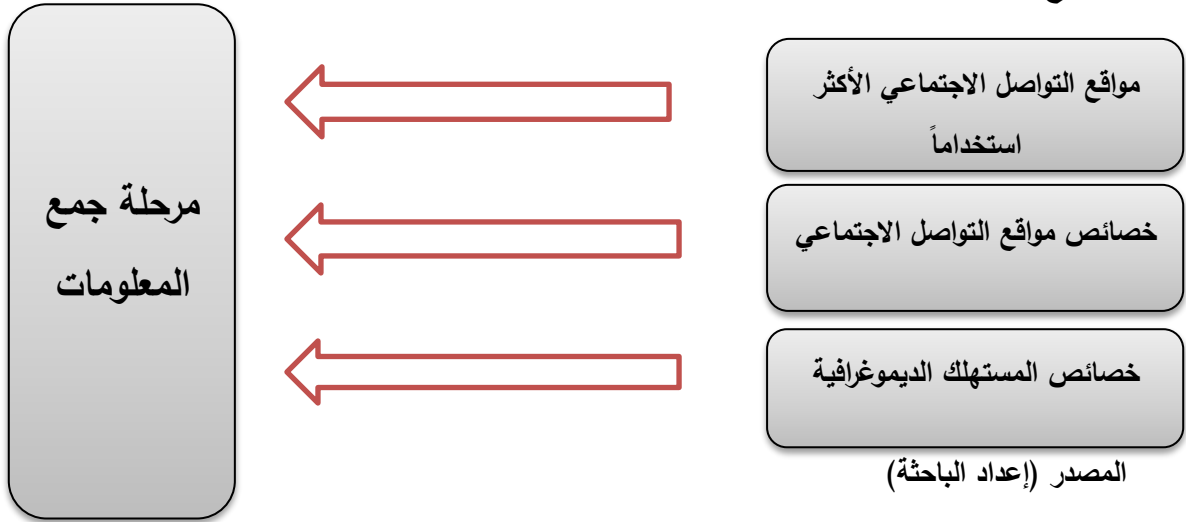 مواقع التواصل الاجتماعي الأكثر
استخداماً
خصائص مواقع التواصل الاجتماعي
خصائص المستهلك الديموغرافية
مرحلة جمع
المعلومات
المصدر (إعداد الباحثة)